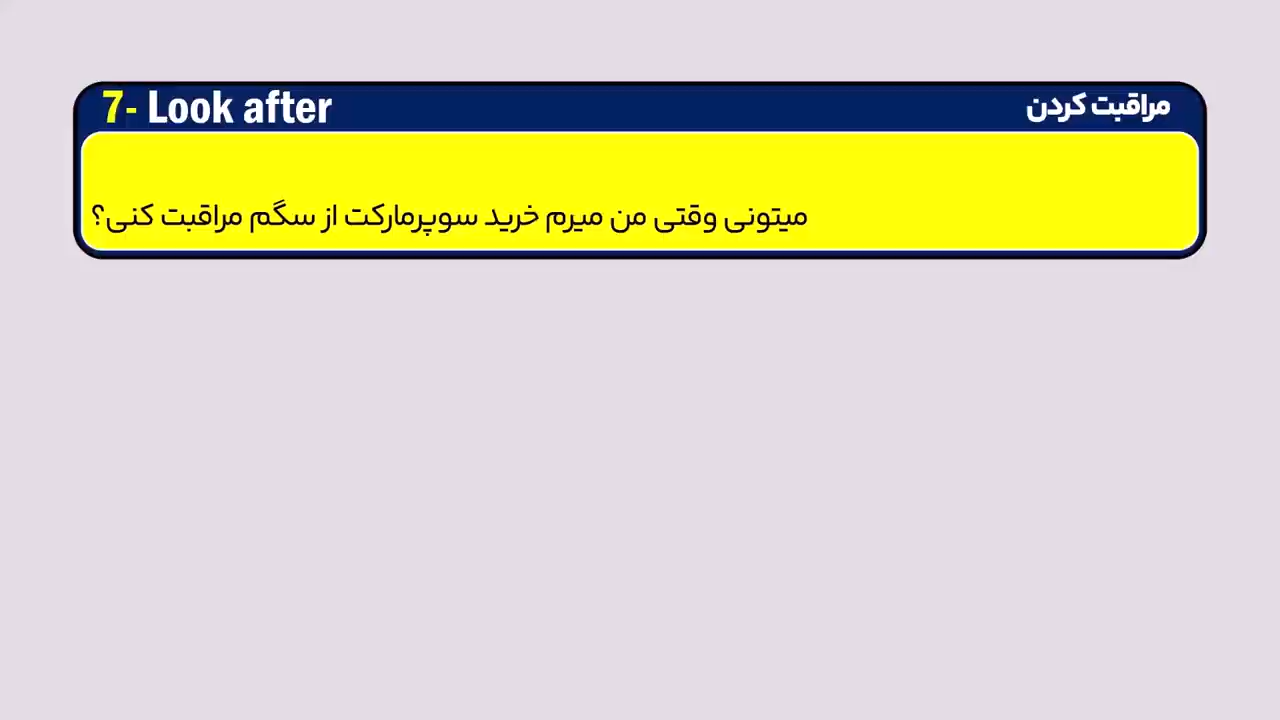 7- Look after
مراقبت کردن
میتونی وقتی من میرم خرید سوپرمارکت از سگم مراقبت کنی؟